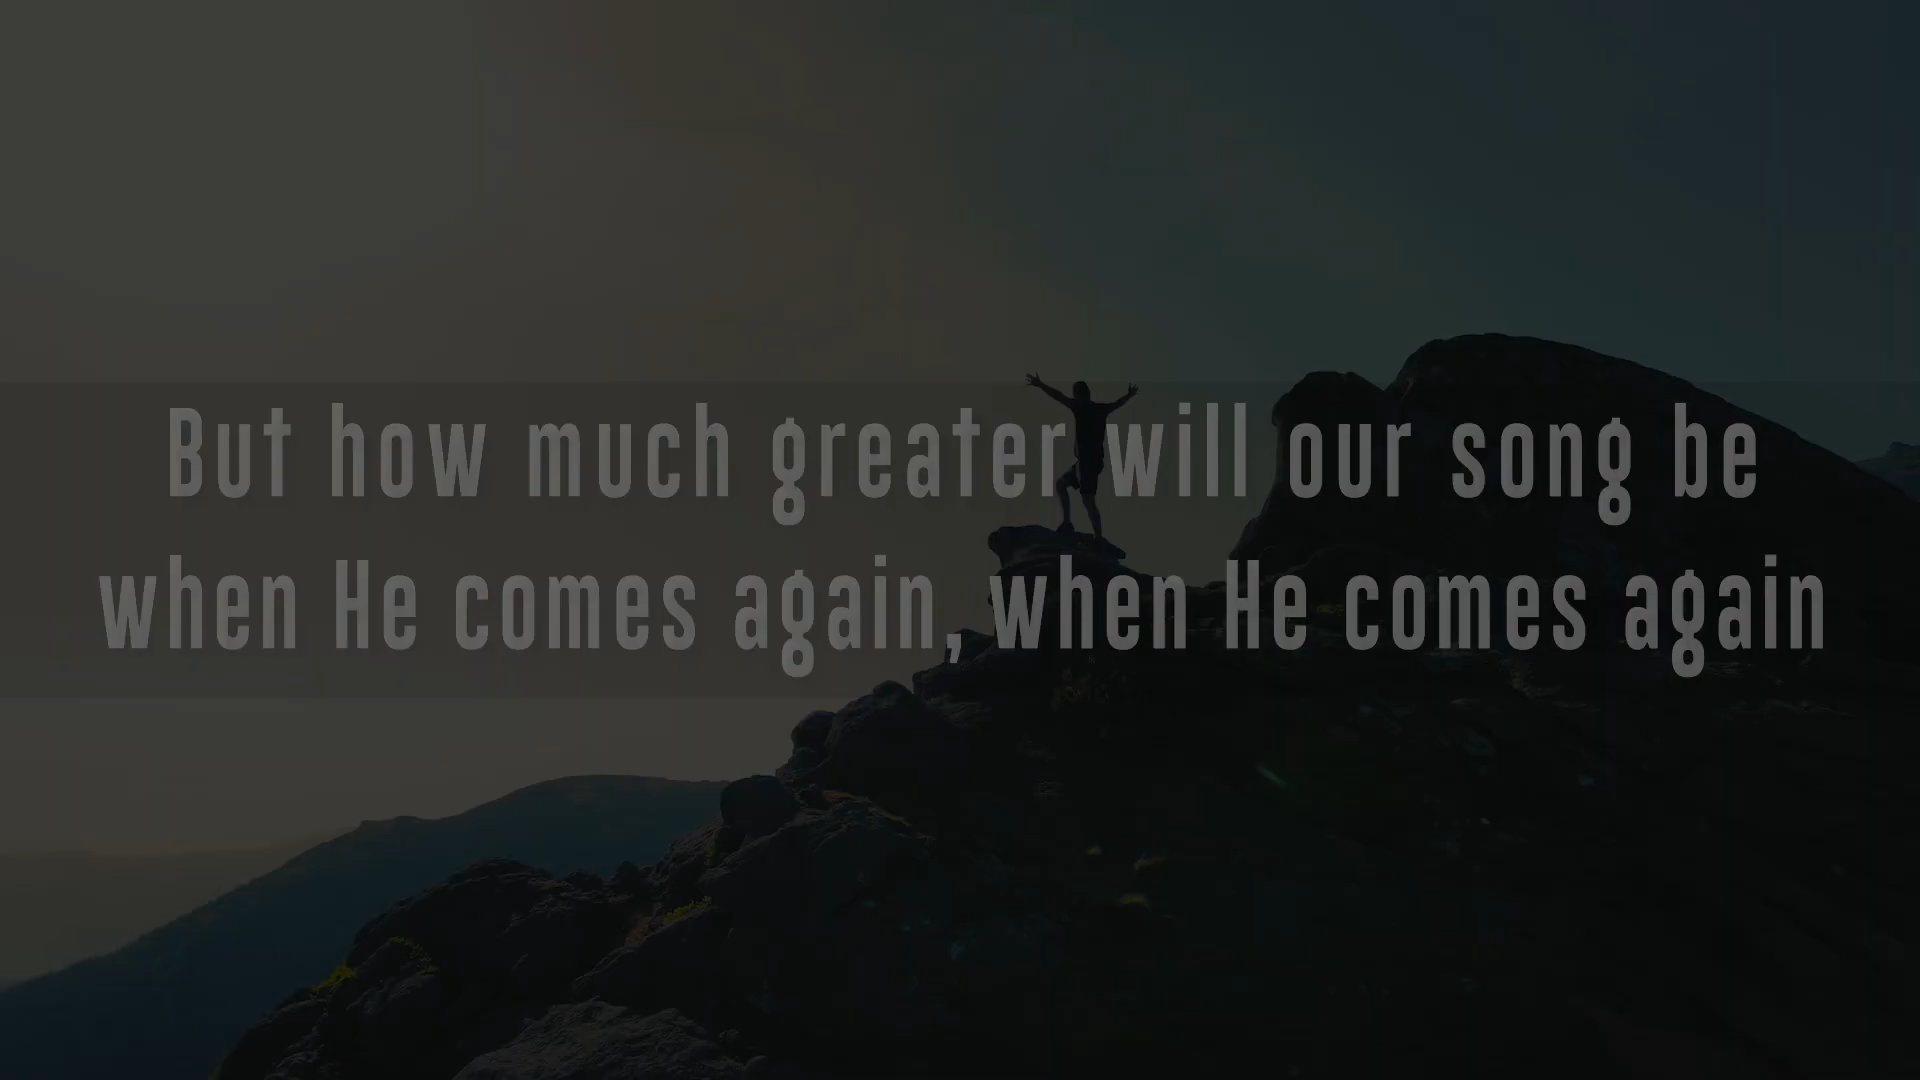 But how much greater will our song be
when He comes again, when He comes again